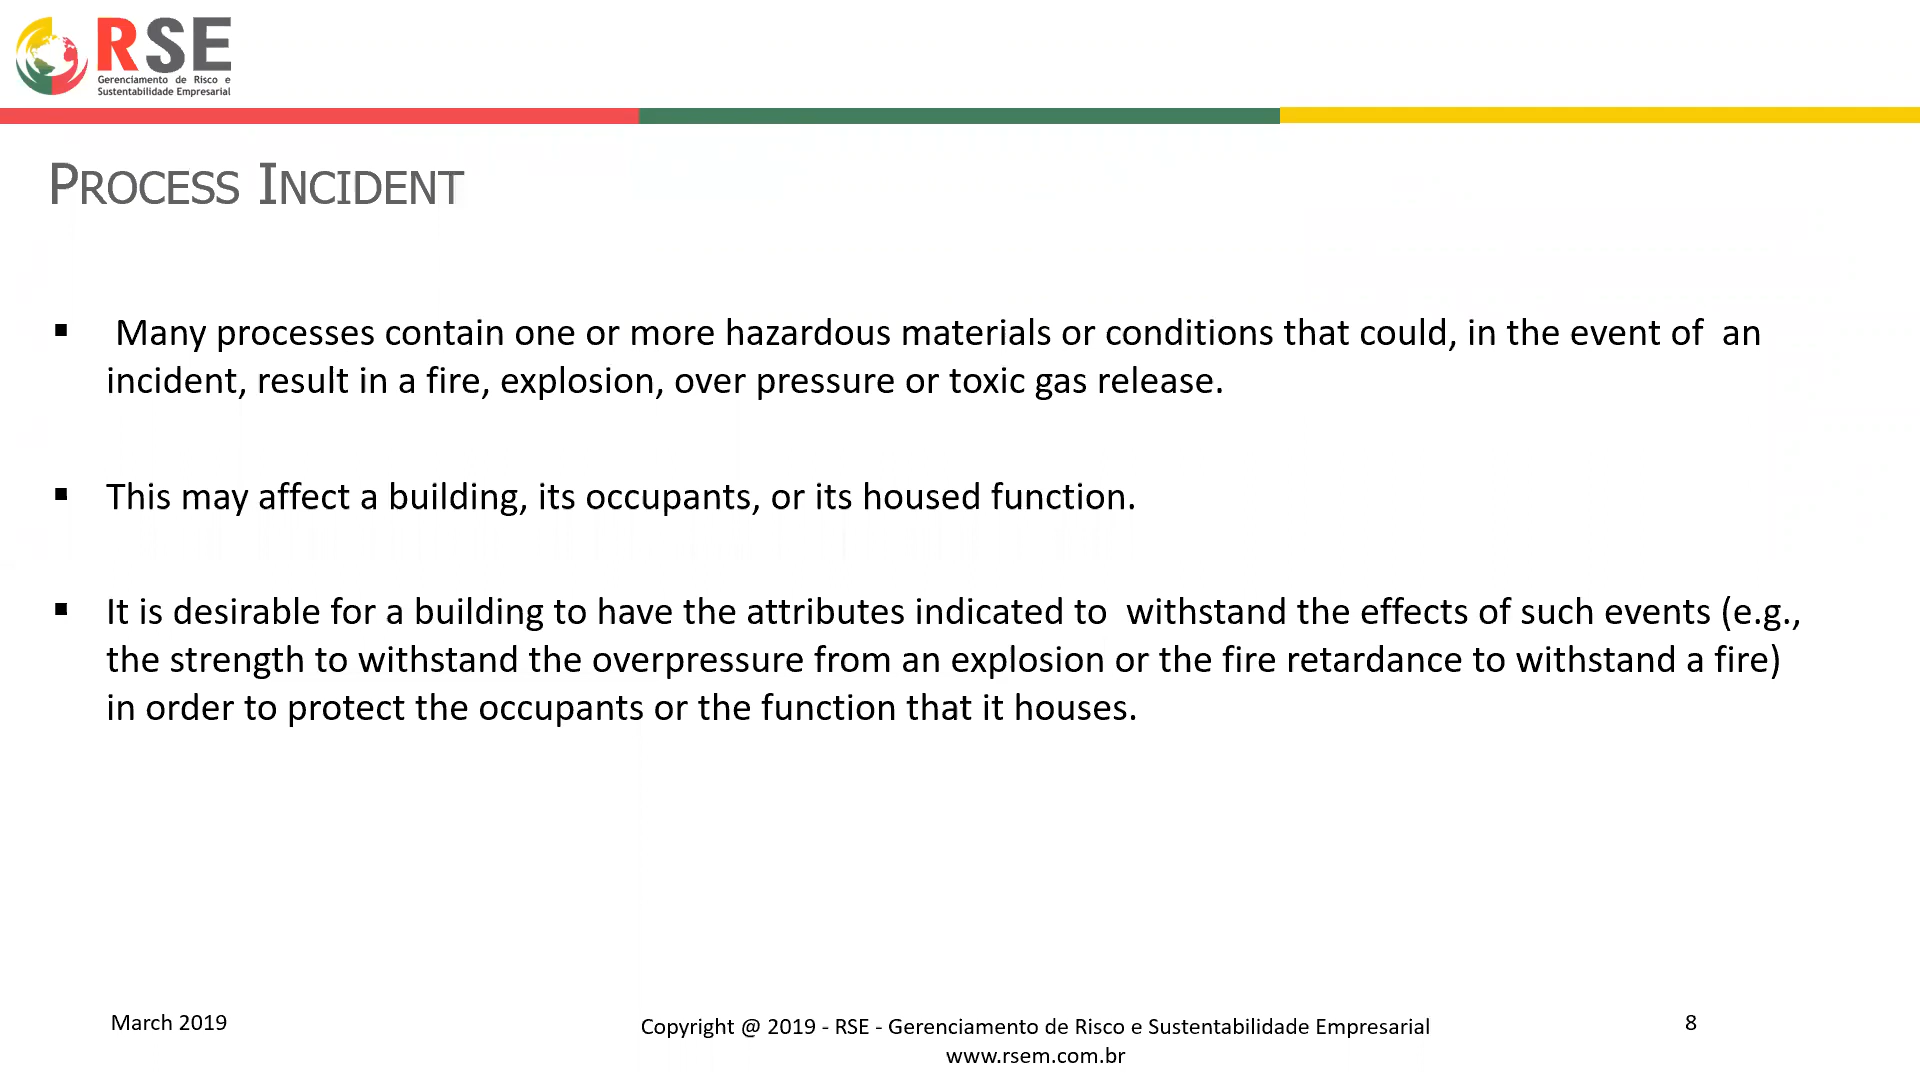 RSE
Gerenciamento de Risco e
Sustentabilidade Empresarial
PROCESS INCIDENT
▪ Many processes contain one or more hazardous materials or conditions that could, in the event of  an
incident, result in a fire, explosion, over pressure or toxic gas release.
▪ This may affect a building, its occupants, or its housed function.
▪ It is desirable for a building to have the attributes indicated to  withstand the effects of such events (e.g.,
the strength to withstand the overpressure from an explosion or the fire retardance to withstand a fire)
in order to protect the occupants or the function that it houses.
March 2019
Copyright @ 2019 - RSE - Gerenciamento de Risco e Sustentabilidade Empresarial
www.rsem.com.br
8